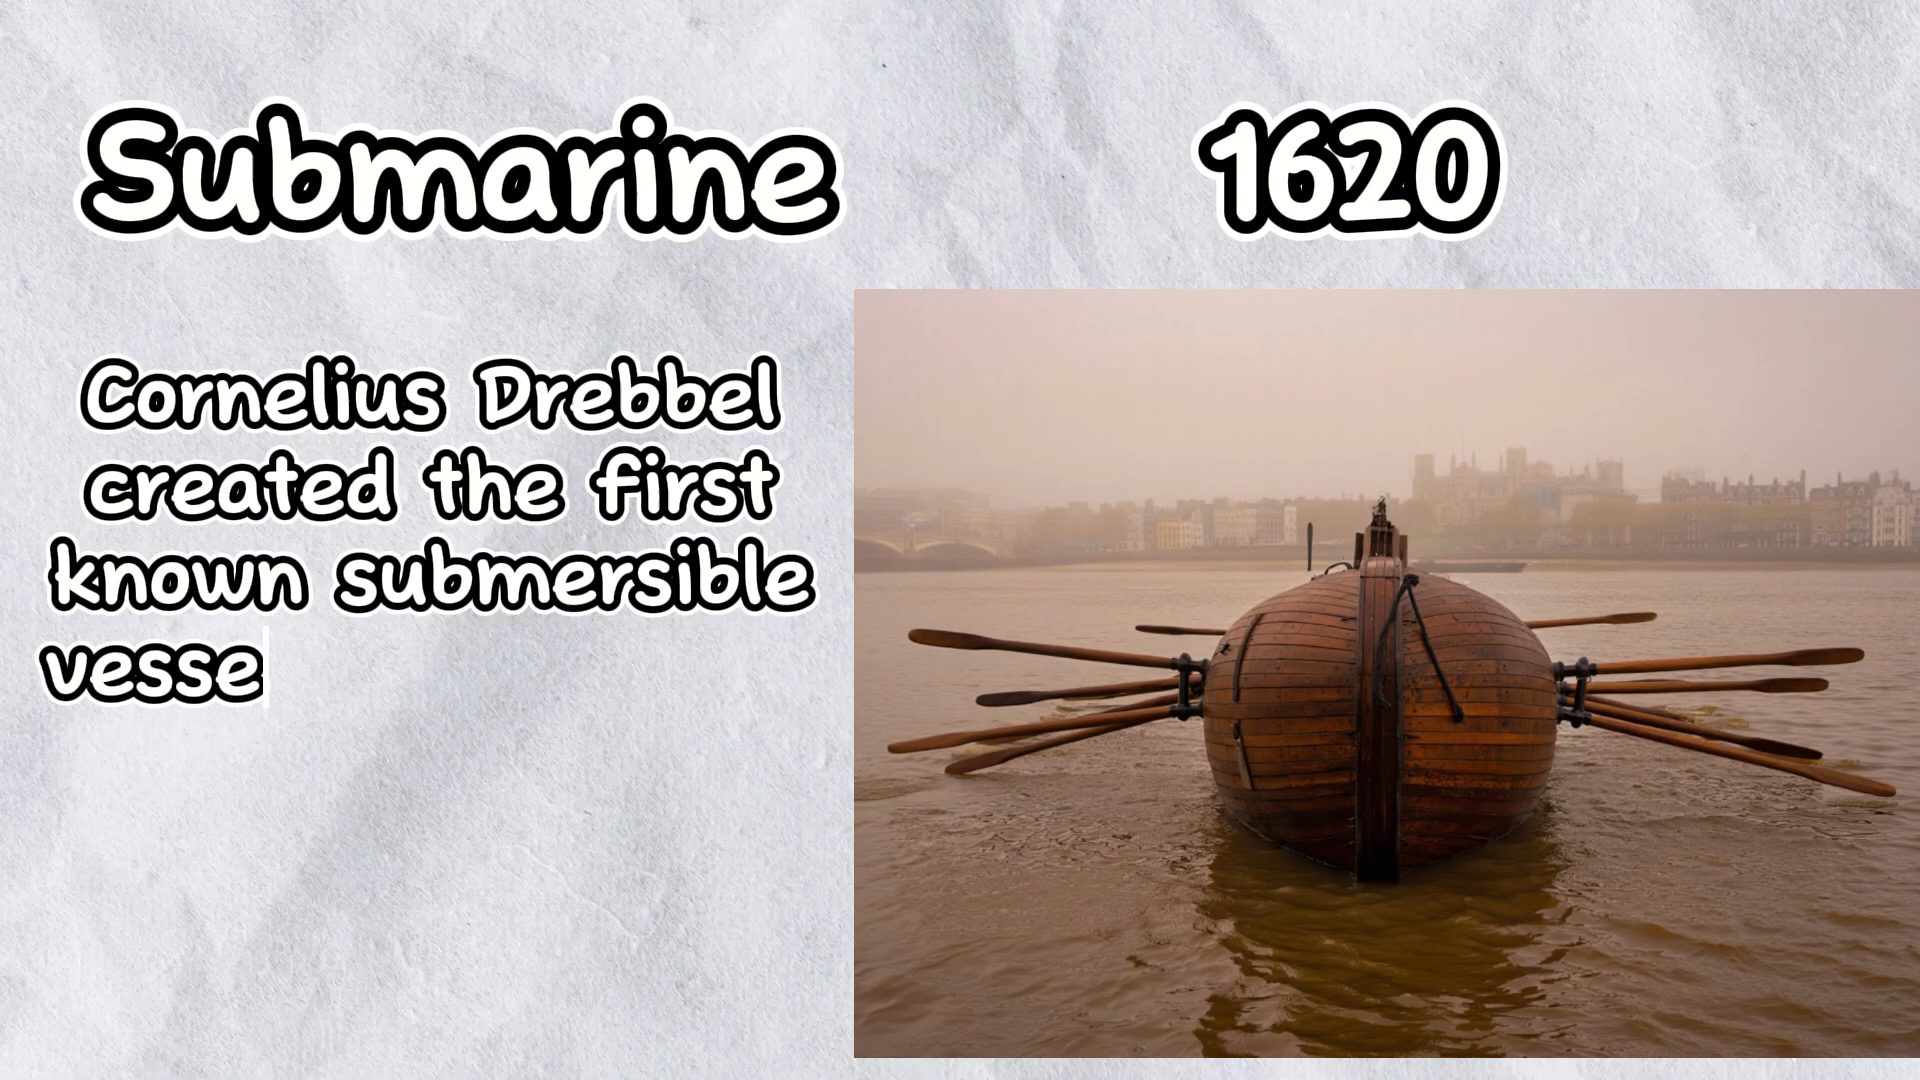 Submarine
1620
Cornelius Drebbel
created the first
known submersible
vesse